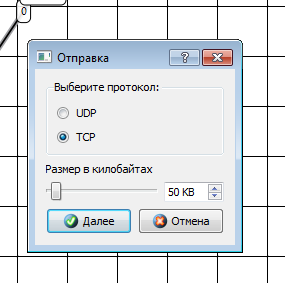 0
Отправка
?
Выберите протокол:
UDP
TCP
Размер в килобайтах
50 KB
Далее
Отмена